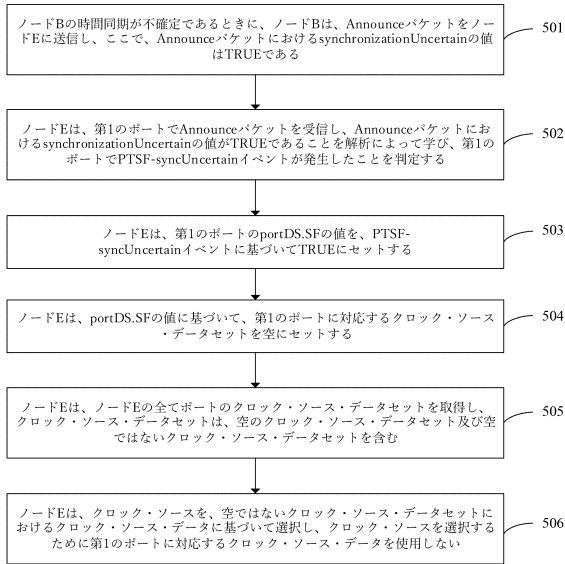 ノードBの時間同期が不確定であるときに、ノードBは、Announceパケットをノー
ドEに送信し、ここで、AnnounceパケットにおけるsynchronizationUncertainの値
はTRUEである
501
ノードEは、第1のポートでAnnounceパケットを受信し、Announceパケットにお
けるsynchronizationUncertainの値がTRUEであることを解析によって学び、第1の
ポートでPTSF-syncUncertainイベントが発生したことを判定する
502
ノードEは、第1のポートのportDS.SFの値を、PTSF-
syncUncertainイベントに基づいてTRUEにセットする
503
ノードEは、portDS.SFの値に基づいて、第1のポートに対応するクロック・ソース
・データセットを空にセットする
504
ノードEは、ノードEの全てポートのクロック・ソース・データセットを取得し、
クロック・ソース・データセットは、空のクロック・ソース・データセット及び空
ではないクロック・ソース・データセットを含む
505
ノードEは、クロック・ソースを、空ではないクロック・ソース・データセットに
おけるクロック・ソース・データに基づいて選択し、クロック・ソースを選択する
ために第1のポートに対応するクロック・ソース・データを使用しない
506